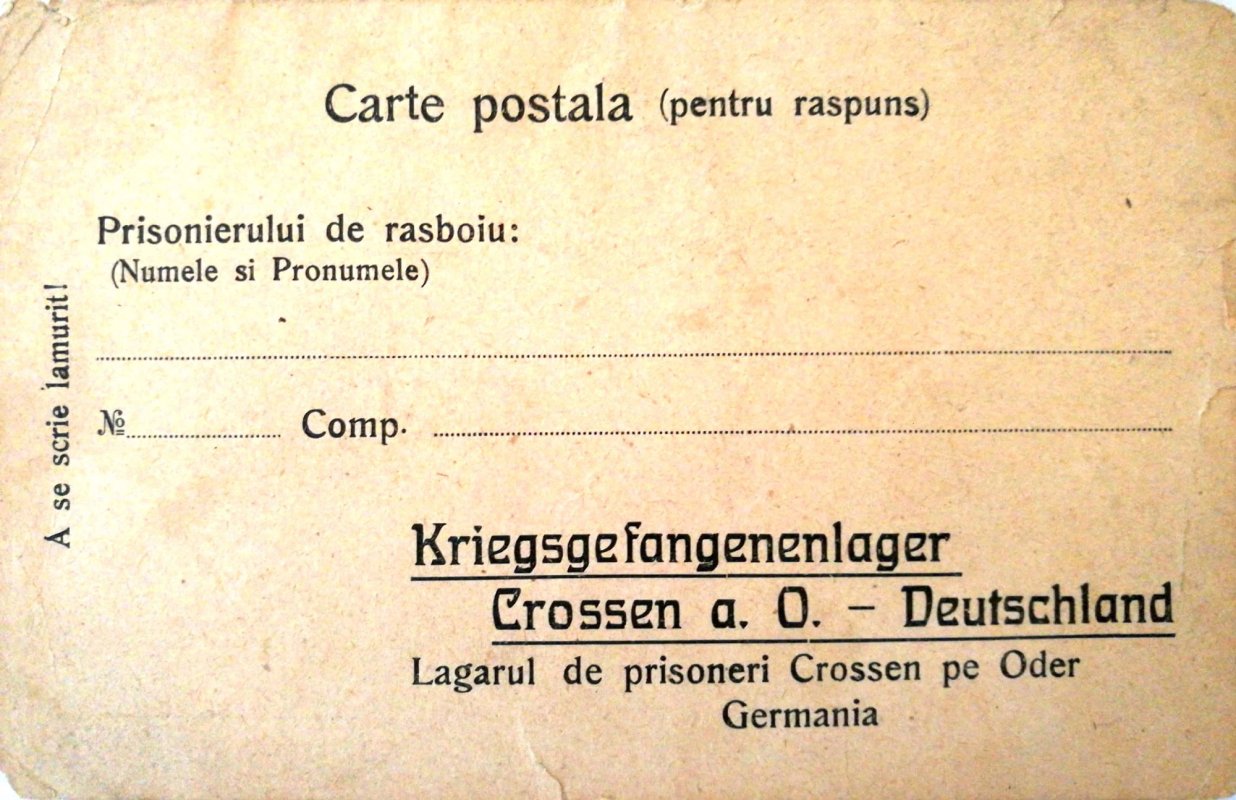 Carte postala (pentru raspuns)
Prisonierului de rasboiu:
(Numele si Pronumele)
№ Comp.
A se scrie lamurit!
Kriegsgefangenenlager
Crossen a. O. – Deutschland
Lagarul de prisoneri Crossen pe Oder
Germania